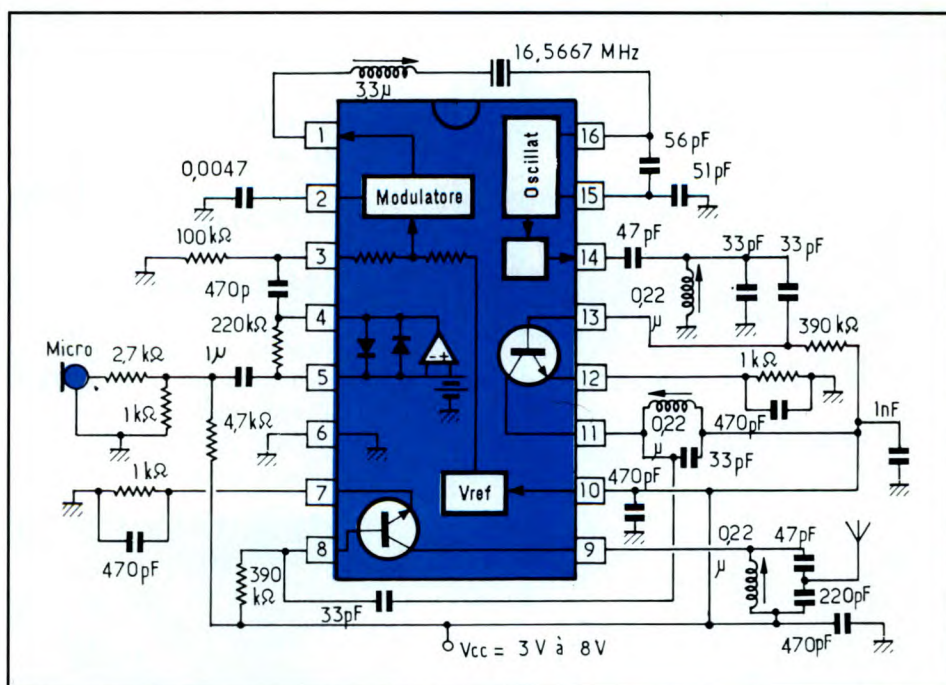 16,5667 MHz
3,3µ
1
16
56pF
0,0047
Oscillat
51pF
2
Modulatore
15
47pF
33pF
33pF
100kΩ
3
14
470p
0,22
µ
220kΩ
4
13
390kΩ
Micro
2,7kΩ
1µ
1kΩ
5
-+
12
1kΩ
4,7kΩ
470pF
1nF
6
11
0,22
µ
33pF
1kΩ
470pF
7
Vref
10
0,22
µ
47pF
470pF
8
9
390
kΩ
220pF
33pF
470pF
Vcc = 3V à 8V